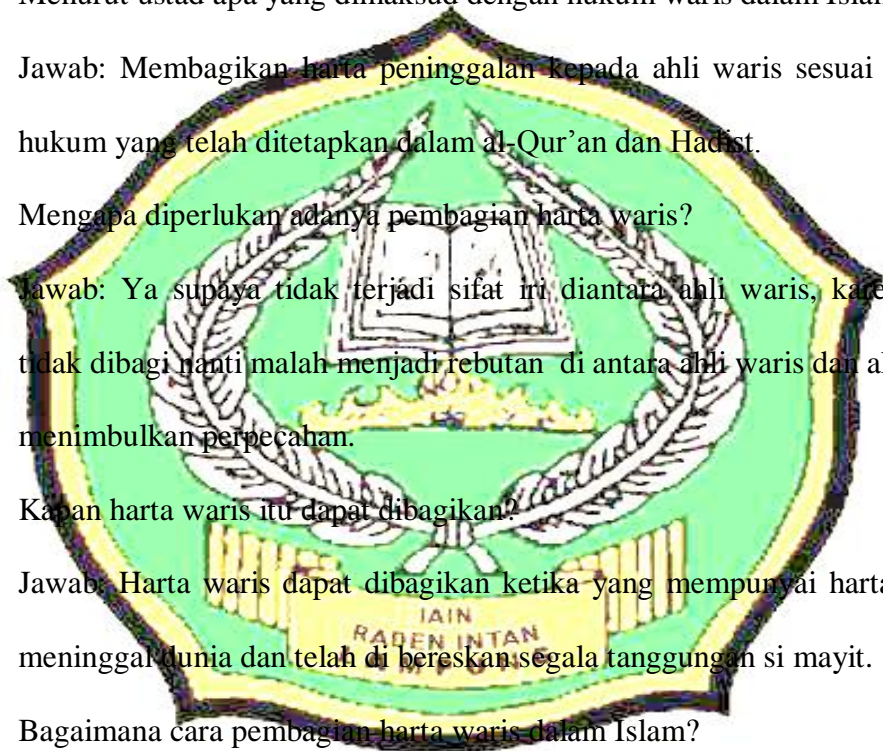 Menurut ustad apa yang dimaksud dengan hukum waris dalam Islam
Jawab: Membagikan harta peninggalan kepada ahli waris sesuai
hukum yang telah ditetapkan dalam al-Qur'an dan Hadist.
Mengapa diperlukan adanya pembagian harta waris?
Jawab: Ya supaya tidak terjadi sifat iri diantara ahli waris,
tidak dibagi nanti malah menjadi rebutan di antara ahli waris dan
menimbulkan perpecahan.
Kapan harta waris itu dapat dibagikan?
Jawab: Harta waris dapat dibagikan ketika yang mempunyai harta
IAIN
RADEN INTAN
LAMPUNG
meninggal dunia dan telah di bereskan segala tanggungan si mayit.
Bagaimana cara pembagian harta waris dalam Islam?